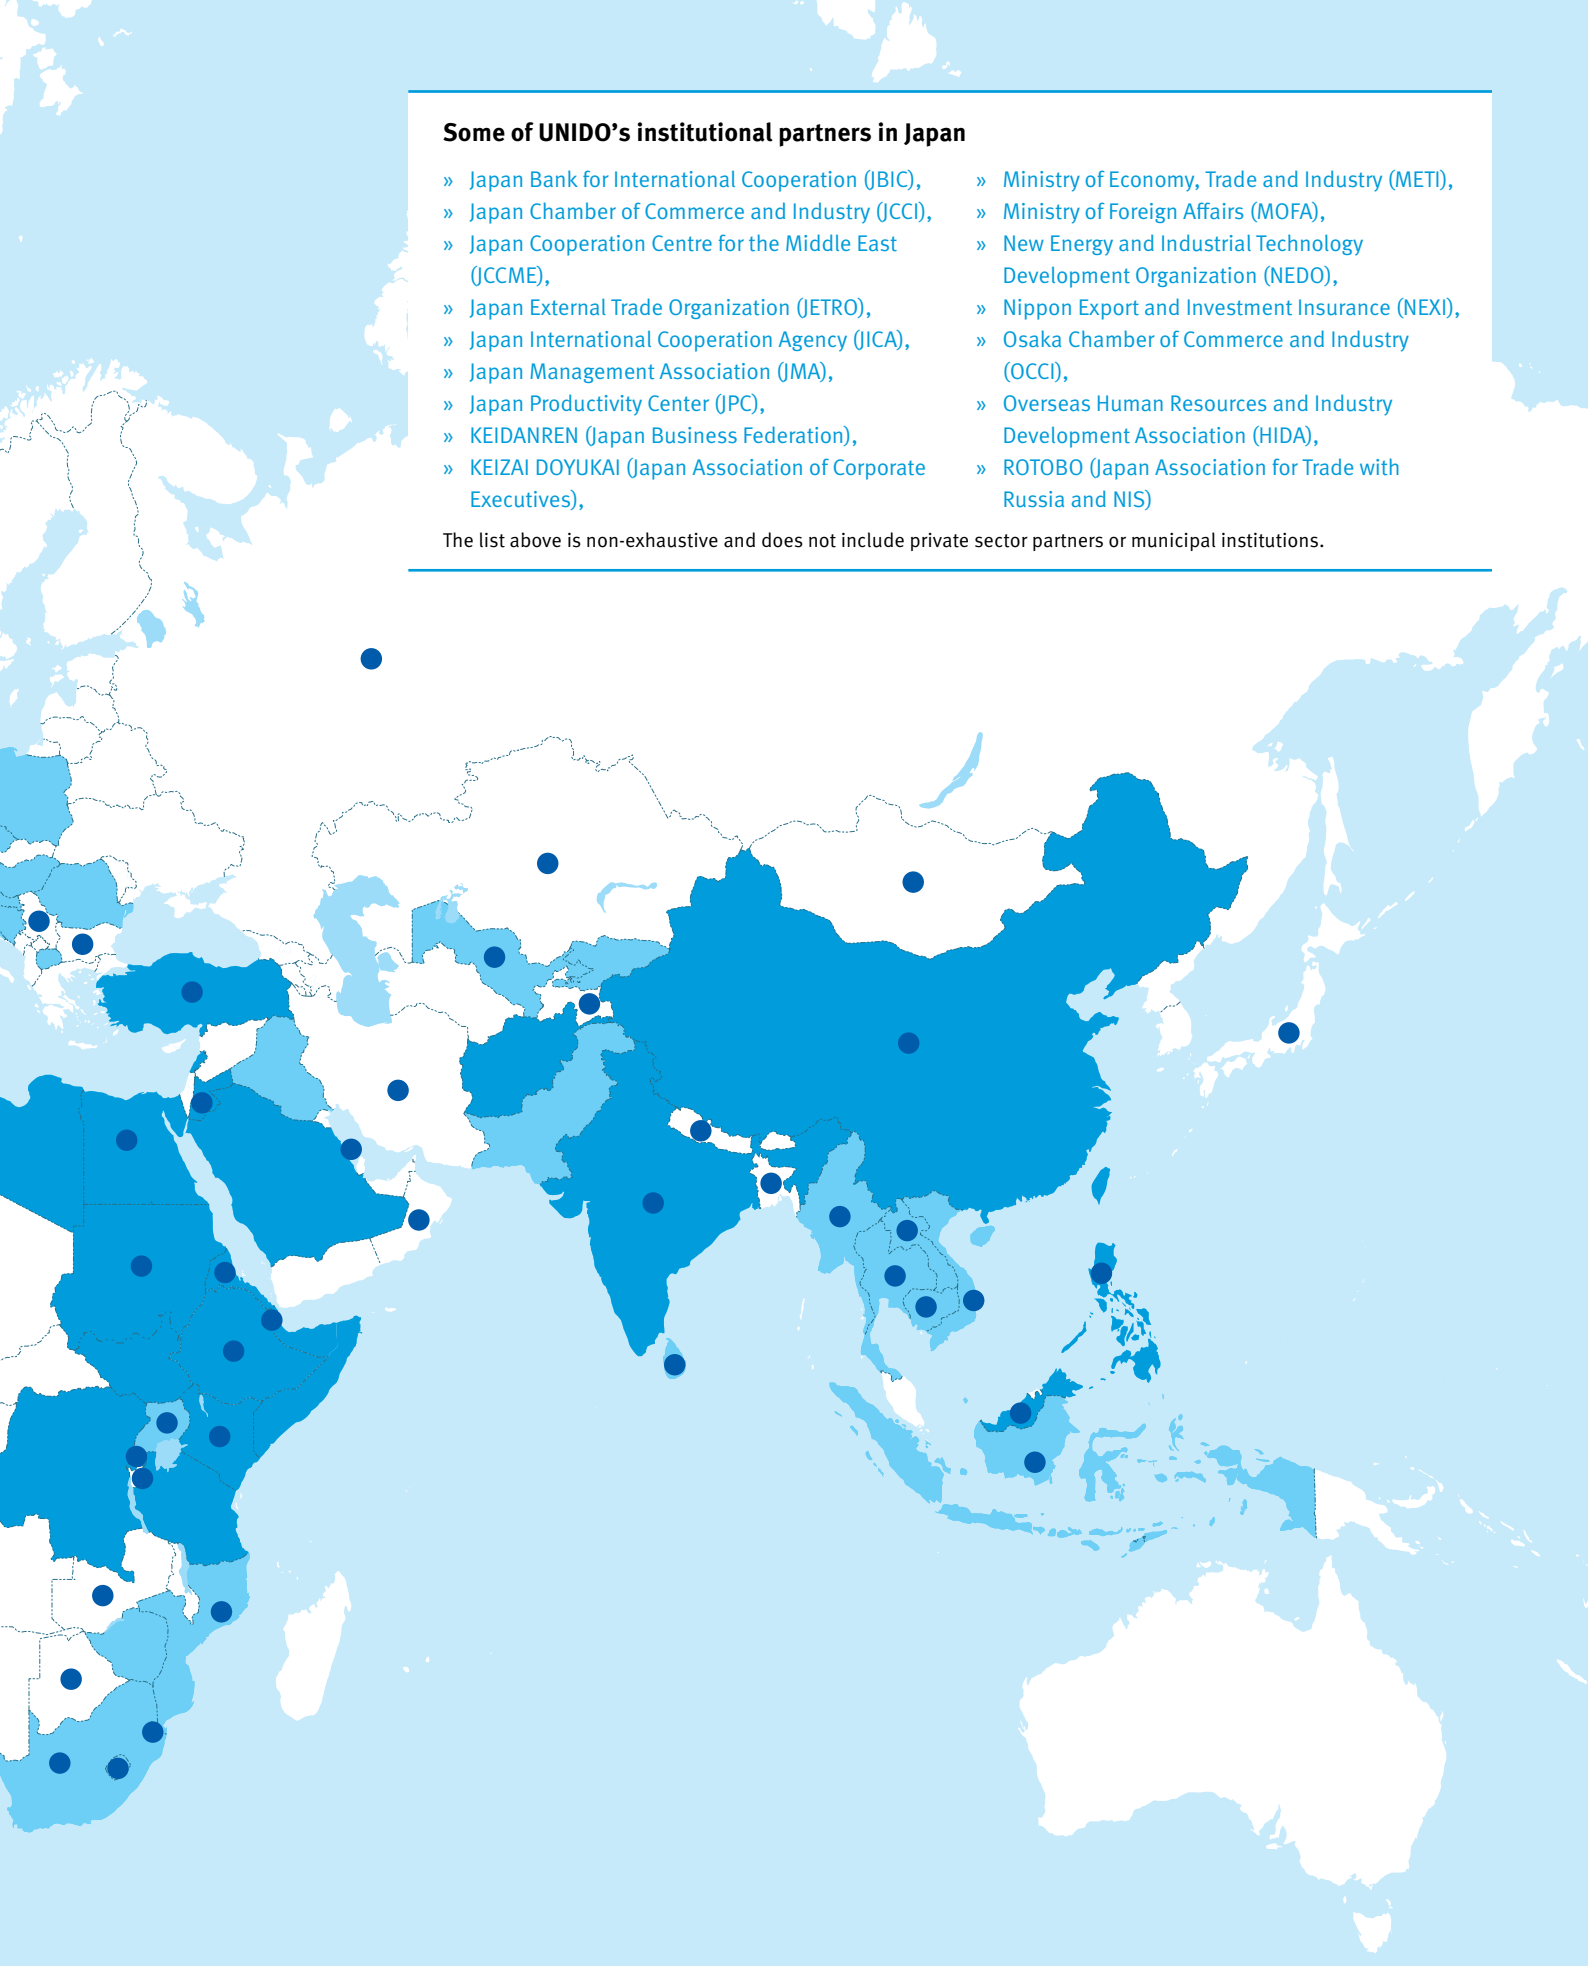 Some of UNIDO’s institutional partners in Japan
» Japan Bank for International Cooperation (JBIC),
» Japan Chamber of Commerce and Industry (JCCI),
» Japan Cooperation Centre for the Middle East
(JCCME),
» Japan External Trade Organization (JETRO),
» Japan International Cooperation Agency (JICA),
» Japan Management Association (JMA),
» Japan Productivity Center (JPC),
» KEIDANREN (Japan Business Federation),
» KEIZAI DOYUKAI (Japan Association of Corporate
Executives),
» Ministry of Economy, Trade and Industry (METI),
» Ministry of Foreign Affairs (MOFA),
» New Energy and Industrial Technology
Development Organization (NEDO),
» Nippon Export and Investment Insurance (NEXI),
» Osaka Chamber of Commerce and Industry
(OCCI),
» Overseas Human Resources and Industry
Development Association (HIDA),
» ROTOBO (Japan Association for Trade with
Russia and NIS)
The list above is non-exhaustive and does not include private sector partners or municipal institutions.